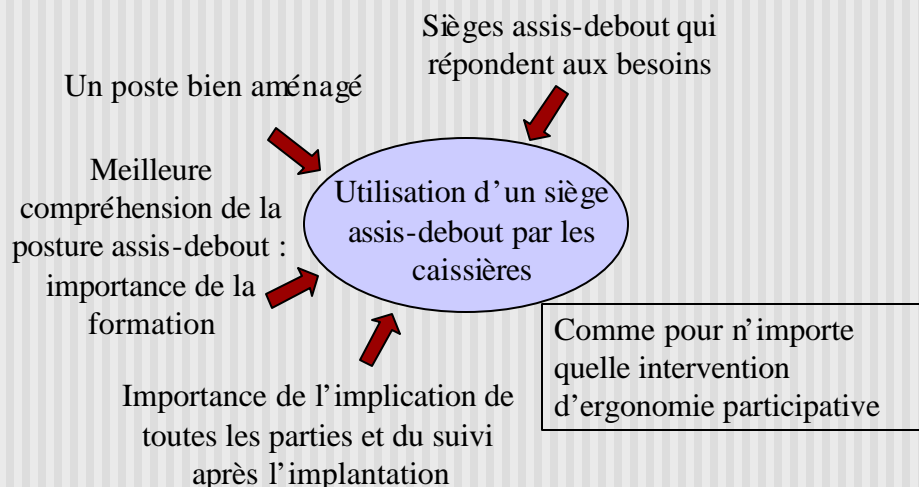 Sièges assis-debout qui
répondent aux besoins
Un poste bien aménagé
Meilleure
compréhension de la
posture assis-debout :
importance de la
formation
Utilisation d'un siège
assis-debout par les
caissières
Comme pour n'importe
quelle intervention
d'ergonomie participative
Importance de l'implication de
toutes les parties et du suivi
après l'implantation